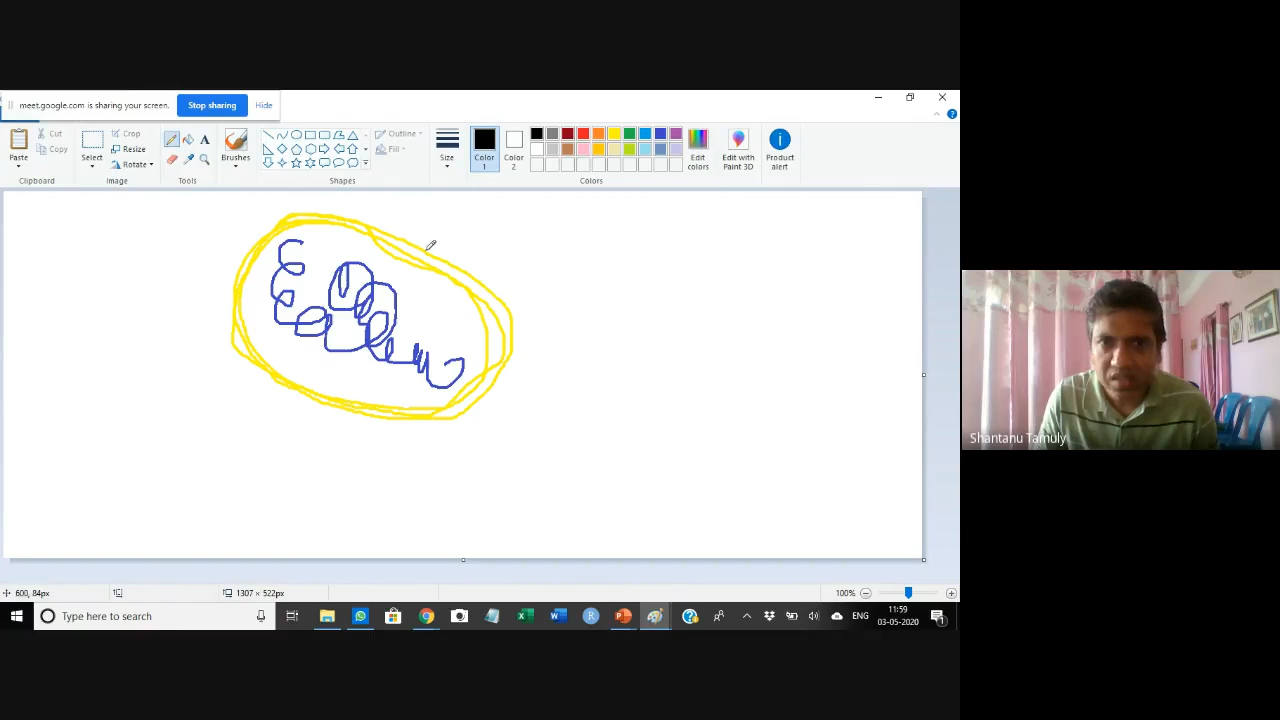 meet.google.com is sharing your screen.
Stop sharing
Hide
Paste
Cut
Copy
Clipboard
Select
Crop
Resize
Rotate
Image
Tools
Brushes
Outline
Fill
Shapes
Size
Color 1
Color 2
Edit colors
Edit with Paint 3D
Product alert
Colors
Shantanu Tamuly
600, 84px
1307 × 522px
100%
Type here to search
ENG
11:59
03-05-2020